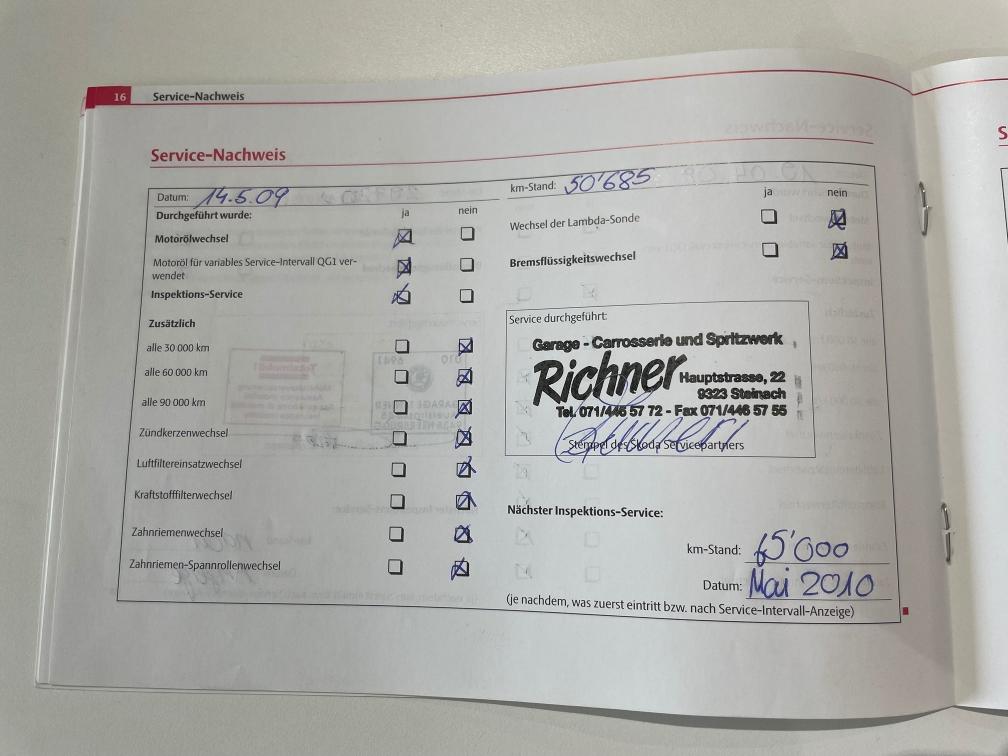 16 Service-Nachweis
Service-Nachweis
Datum: 14.5.09
Durchgeführt wurde: ja nein
Motorölwechsel
Motoröl für variables Service-Intervall QG1 ver-
wendet
Inspektions-Service
Zusätzlich
alle 30 000 km
alle 60 000 km
alle 90 000 km
Zündkerzenwechsel
Luftfiltereinsatzwechsel
Kraftstofffilterwechsel
Zahnriemenwechsel
Zahnriemen-Spannrollenwechsel
km-Stand: 50'685
ja nein
Wechsel der Lambda-Sonde
Bremsflüssigkeitswechsel
Service durchgeführt:
Garage - Carrosserie und Spritzwerk
Richner Hauptstrasse, 22
9323 Steinach
Tel. 071/446 57 72 - Fax 071/446 57 55
Stempel des Skoda Servicepartners
Nächster Inspektions-Service:
km-Stand: 65'000
Datum: Mai 2010
(je nachdem, was zuerst eintritt bzw. nach Service-Intervall-Anzeige)
S